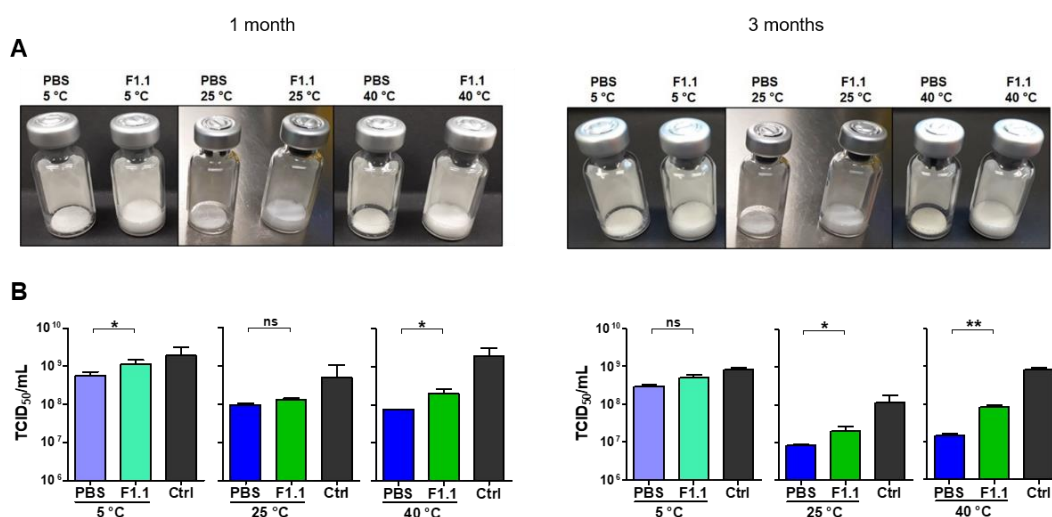 1 month
3 months
A
PBS F1.1 PBS F1.1 PBS F1.1
5 °C 5 °C 25 °C 25 °C 40 °C 40 °C
PBS F1.1 PBS F1.1 PBS F1.1
5 °C 5 °C 25 °C 25 °C 40 °C 40 °C
B
TCID50/mL
10^10
10^9
10^8
10^7
10^6
*
PBS F1.1 Ctrl
5 °C
ns
PBS F1.1 Ctrl
25 °C
*
PBS F1.1 Ctrl
40 °C
TCID50/mL
10^10
10^9
10^8
10^7
10^6
ns
PBS F1.1 Ctrl
5 °C
*
PBS F1.1 Ctrl
25 °C
**
PBS F1.1 Ctrl
40 °C